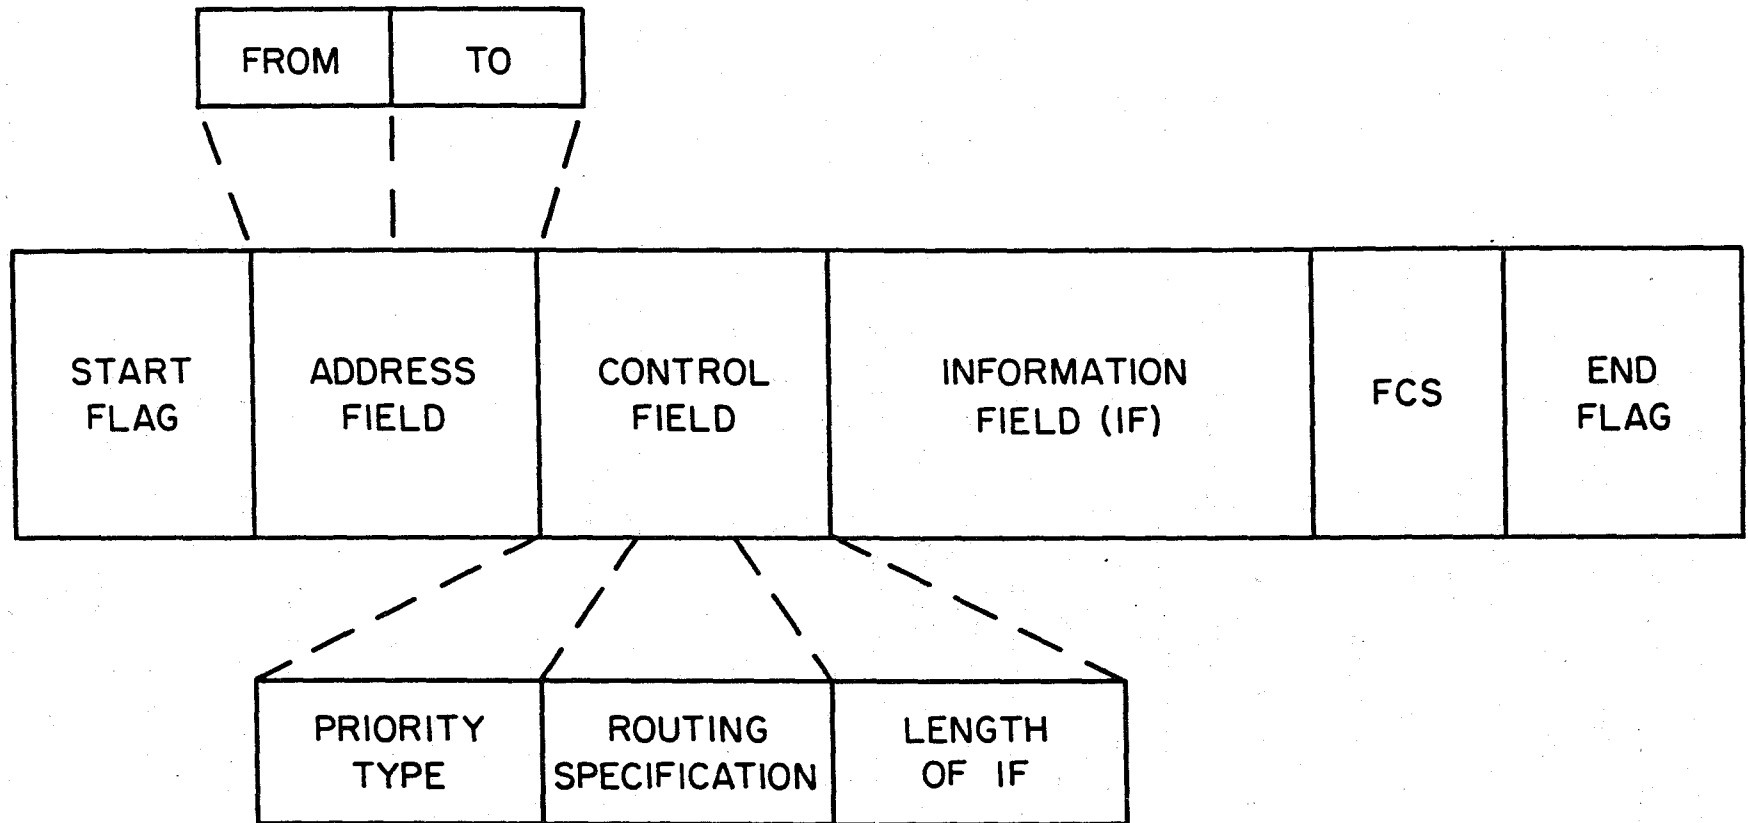 FROM
TO
START
FLAG
ADDRESS
FIELD
CONTROL
FIELD
INFORMATION
FIELD (IF)
FCS
END
FLAG
PRIORITY
TYPE
ROUTING
SPECIFICATION
LENGTH
OF IF